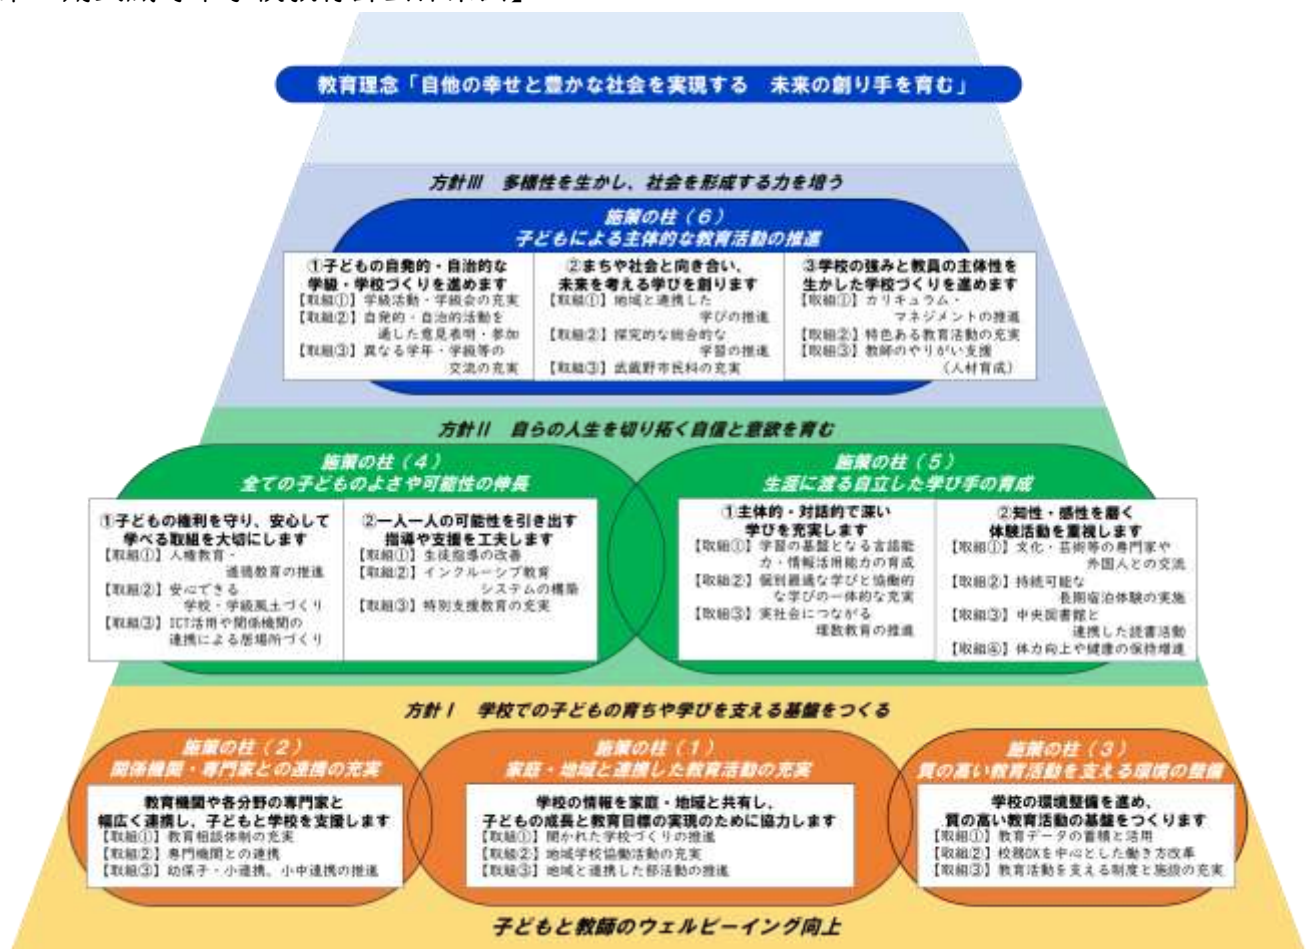 教育理念「自他の幸せと豊かな社会を実現する　未来の創り手を育む」
方針Ⅲ　多様性を生かし、社会を形成する力を培う
施策の柱（６）
子どもによる主体的な教育活動の推進
①子どもの自発的・自治的な
学級・学校づくりを進めます
【取組①】学級活動・学級会の充実
【取組②】自発的・自治的活動を
通した意見表明・参加
【取組③】異なる学年・学級等の
交流の充実
②まちや社会と向き合い、
未来を考える学びを創ります
【取組①】地域と連携した
学びの推進
【取組②】探究的な総合的な
学習の推進
【取組③】武蔵野市民科の充実
③学校の強みと教員の主体性を
生かした学校づくりを進めます
【取組①】カリキュラム・
マネジメントの推進
【取組②】特色ある教育活動の充実
【取組③】教師のやりがい支援
（人材育成）
方針Ⅱ　自らの人生を切り拓く自信と意欲を育む
施策の柱（４）
全ての子どものよさや可能性の伸長
①子どもの権利を守り、安心して
学べる取組を大切にします
【取組①】人権教育・
道徳教育の推進
【取組②】安心できる
学校・学級風土づくり
【取組③】ICT活用や関係機関の
連携による居場所づくり
②一人一人の可能性を引き出す
指導や支援を工夫します
【取組①】生徒指導の改善
【取組②】インクルーシブ教育
システムの構築
【取組③】特別支援教育の充実
施策の柱（５）
生涯に渡る自立した学び手の育成
①主体的・対話的で深い
学びを充実します
【取組①】学習の基盤となる言語能
力・情報活用能力の育成
【取組②】個別最適な学びと協働的
な学びの一体的な充実
【取組③】実社会につながる
理数教育の推進
②知性・感性を磨く
体験活動を重視します
【取組①】文化・芸術等の専門家や
外国人との交流
【取組②】持続可能な
長期宿泊体験の実施
【取組③】中央図書館と
連携した読書活動
【取組④】体力向上や健康の保持増進
方針Ⅰ　学校での子どもの育ちや学びを支える基盤をつくる
施策の柱（２）
関係機関・専門家との連携の充実
教育機関や各分野の専門家と
幅広く連携し、子どもと学校を支援します
【取組①】教育相談体制の充実
【取組②】専門機関との連携
【取組③】幼保子・小連携、小中連携の推進
施策の柱（１）
家庭・地域と連携した教育活動の充実
学校の情報を家庭・地域と共有し、
子どもの成長と教育目標の実現のために協力します
【取組①】開かれた学校づくりの推進
【取組②】地域学校協働活動の充実
【取組③】地域と連携した部活動の推進
施策の柱（３）
質の高い教育活動を支える環境の整備
学校の環境整備を進め、
質の高い教育活動の基盤をつくります
【取組①】教育データの蓄積と活用
【取組②】校務DXを中心とした働き方改革
【取組③】教育活動を支える制度と施設の充実
子どもと教師のウェルビーイング向上